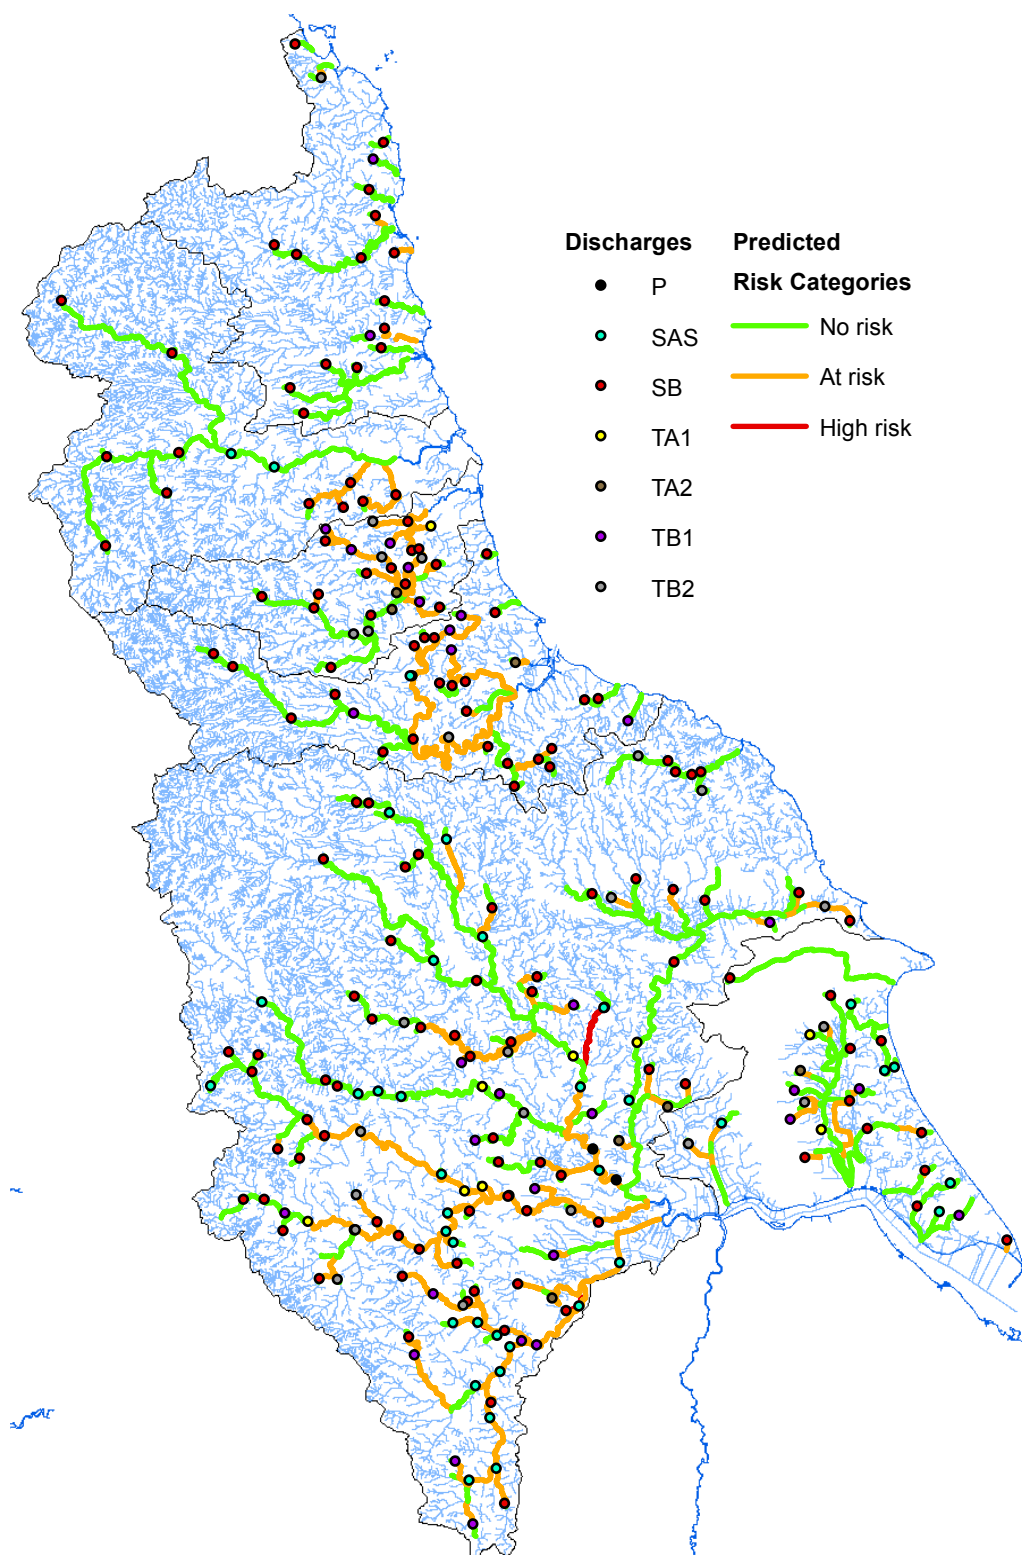 Discharges
P
SAS
SB
TA1
TA2
TB1
TB2
Predicted
Risk Categories
No risk
At risk
High risk